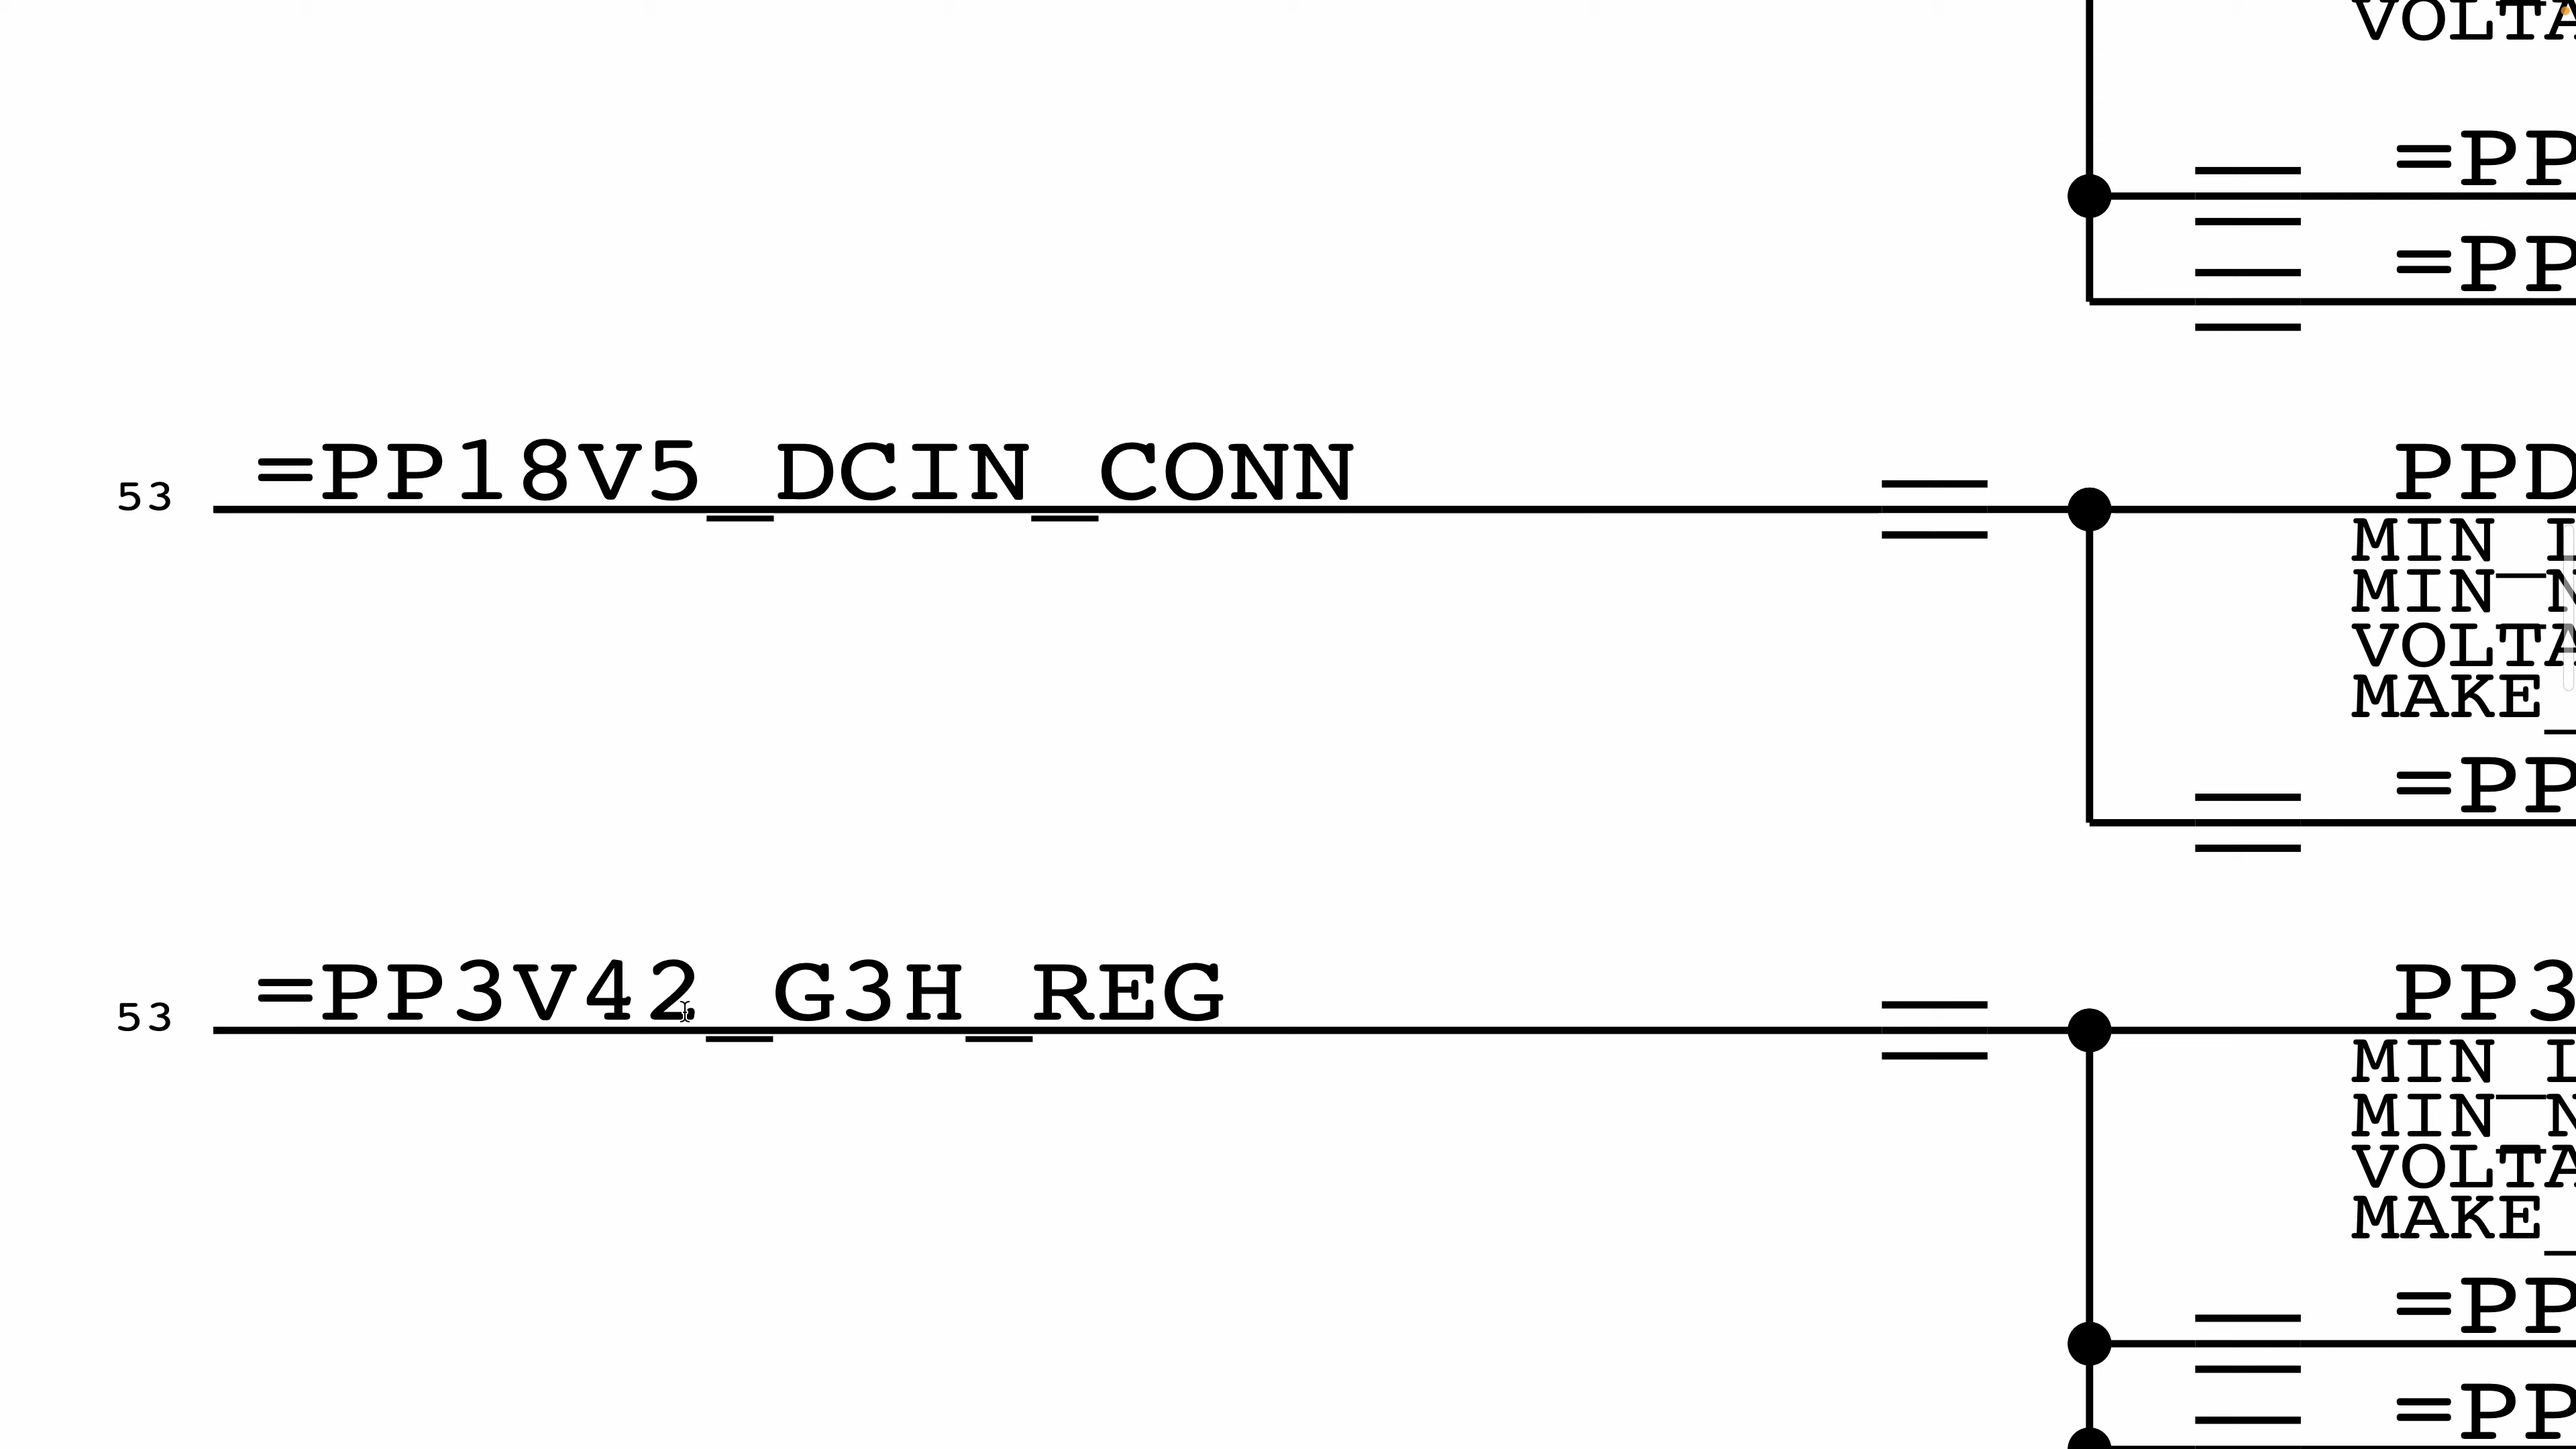 VOLTA
=PP
=PP
53 =PP18V5_DCIN_CONN
PPD
MIN_L
MIN_N
VOLTA
MAKE_
=PP
53 =PP3V42_G3H_REG
PP3
MIN_L
MIN_N
VOLTA
MAKE_
=PP
=PP